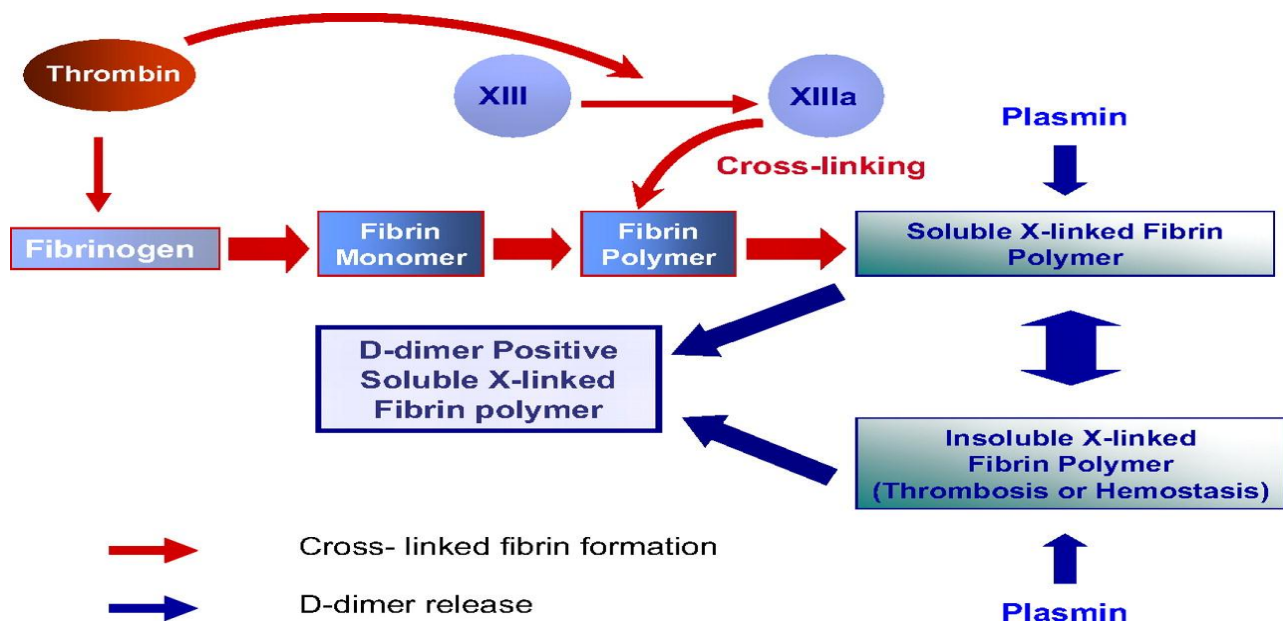 Thrombin
XIII
XIIIa
Plasmin
Cross-linking
Fibrinogen
Fibrin
Monomer
Fibrin
Polymer
Soluble X-linked Fibrin
Polymer
D-dimer Positive
Soluble X-linked
Fibrin polymer
Insoluble X-linked
Fibrin Polymer
(Thrombosis or Hemostasis)
Cross- linked fibrin formation
D-dimer release
Plasmin